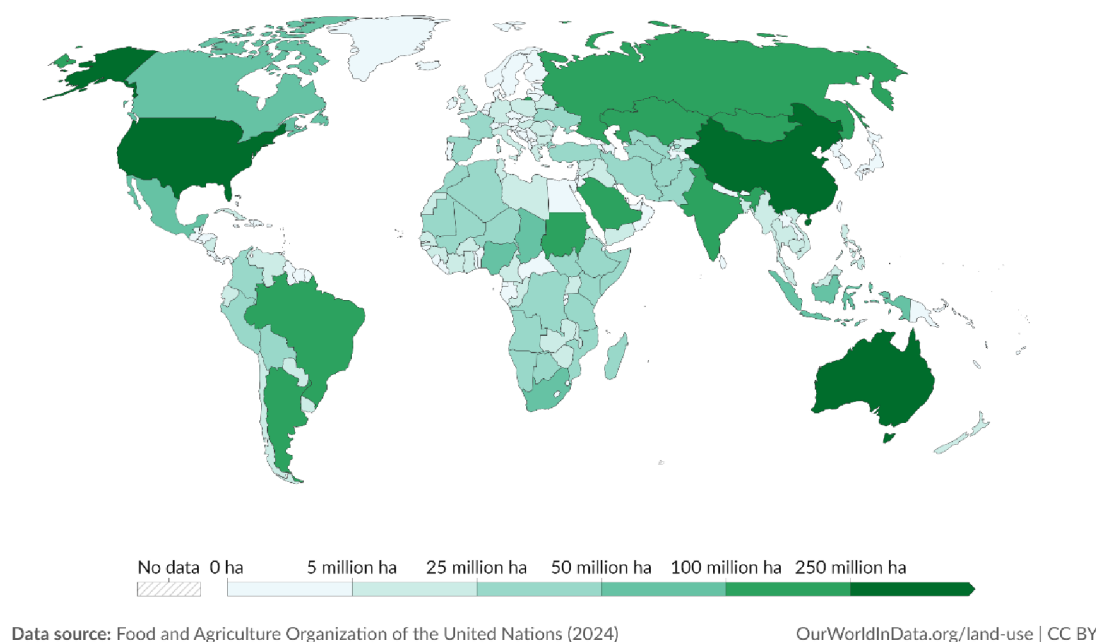 No data 0 ha 5 million ha 25 million ha 50 million ha 100 million ha 250 million ha
Data source: Food and Agriculture Organization of the United Nations (2024) OurWorldInData.org/land-use | CC BY